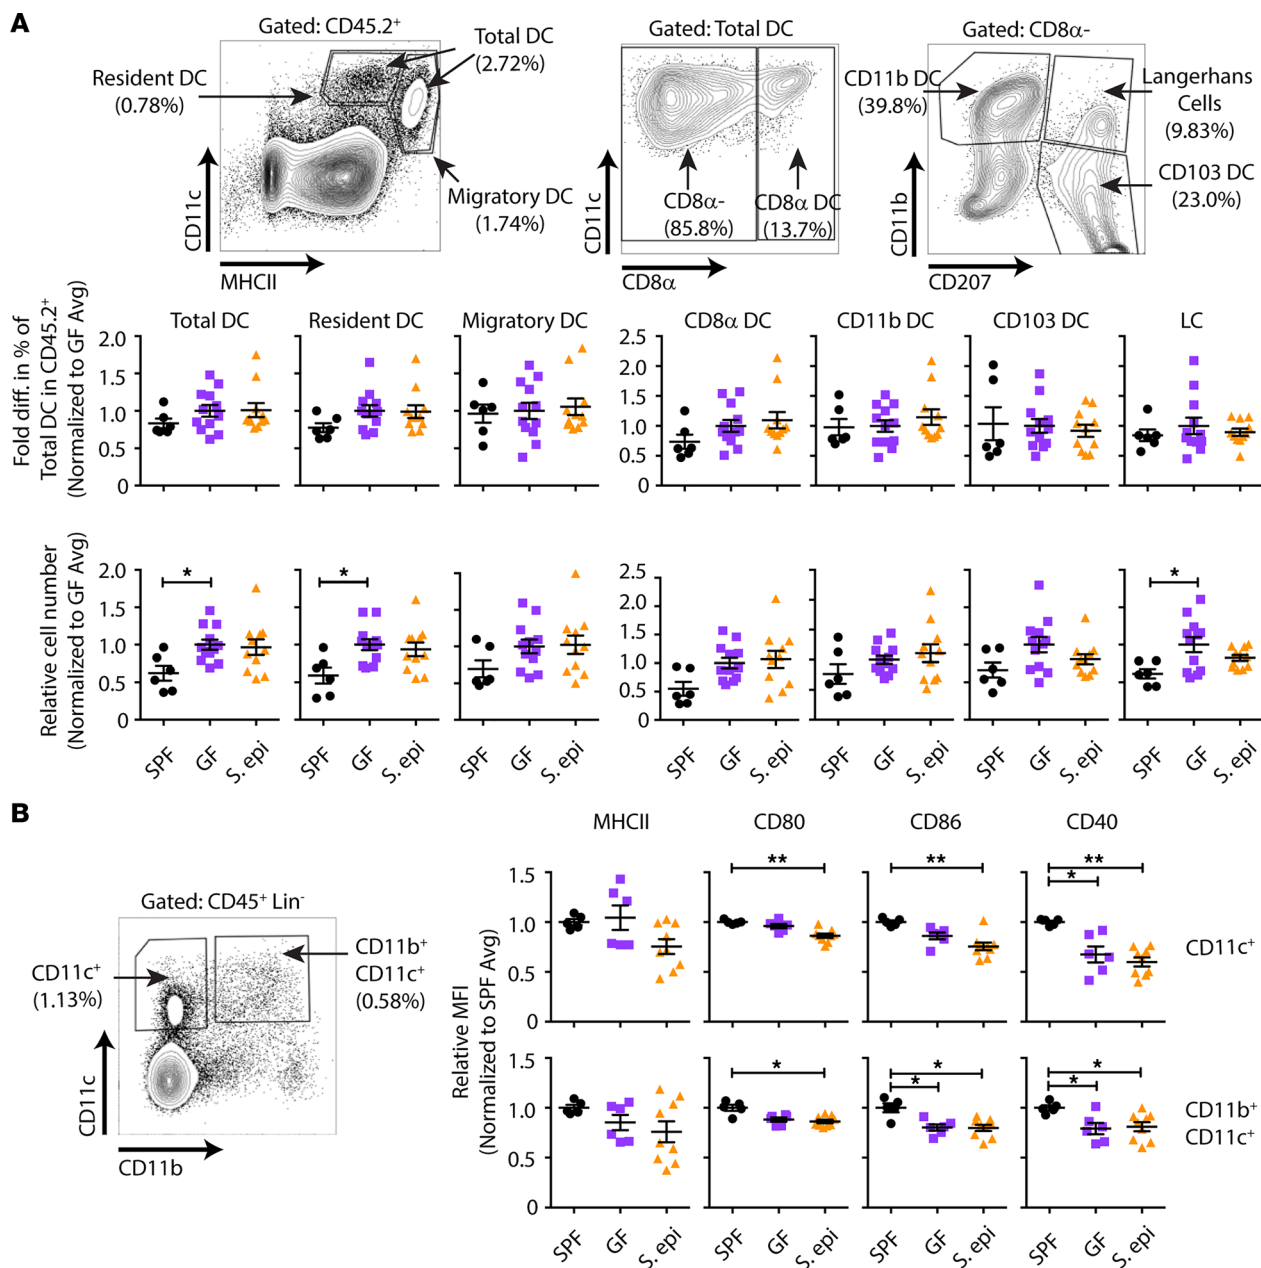 A
Gated: CD45.2⁺
Total DC
(2.72%)
Resident DC
(0.78%)
Migratory DC
(1.74%)
CD11c
MHCII
Gated: Total DC
CD8α-
(85.8%)
CD8α DC
(13.7%)
CD11c
CD8α
Gated: CD8α-
CD11b DC
(39.8%)
Langerhans
Cells
(9.83%)
CD103 DC
(23.0%)
CD11b
CD207
Fold diff. in % of
Total DC in CD45.2⁺
(Normalized to GF Avg)
Total DC
Resident DC
Migratory DC
CD8α DC
CD11b DC
CD103 DC
LC
2.0
1.5
1.0
0.5
0
2.5
2.0
1.5
1.0
0.5
0
Relative cell number
(Normalized to GF Avg)
2.0
1.5
1.0
0.5
0
2.5
2.0
1.5
1.0
0.5
0
*
*
*
SPF GF S. epi
SPF GF S. epi
SPF GF S. epi
SPF GF S. epi
SPF GF S. epi
SPF GF S. epi
SPF GF S. epi
B
Gated: CD45⁺ Lin⁻
CD11c⁺
(1.13%)
CD11b⁺
CD11c⁺
(0.58%)
CD11c
CD11b
Relative MFI
(Normalized to SPF Avg)
MHCII
CD80
CD86
CD40
1.5
1.0
0.5
0
**
**
**
*
CD11c⁺
1.5
1.0
0.5
0
*
*
*
*
*
CD11b⁺
CD11c⁺
SPF GF S. epi
SPF GF S. epi
SPF GF S. epi
SPF GF S. epi